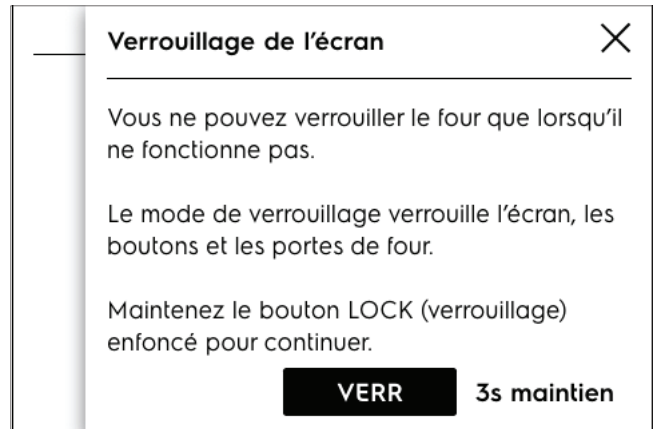 Verrouillage de l’écran
Vous ne pouvez verrouiller le four que lorsqu’il
ne fonctionne pas.
Le mode de verrouillage verrouille l’écran, les
boutons et les portes de four.
Maintenez le bouton LOCK (verrouillage)
enfoncé pour continuer.
VERR 3s maintien